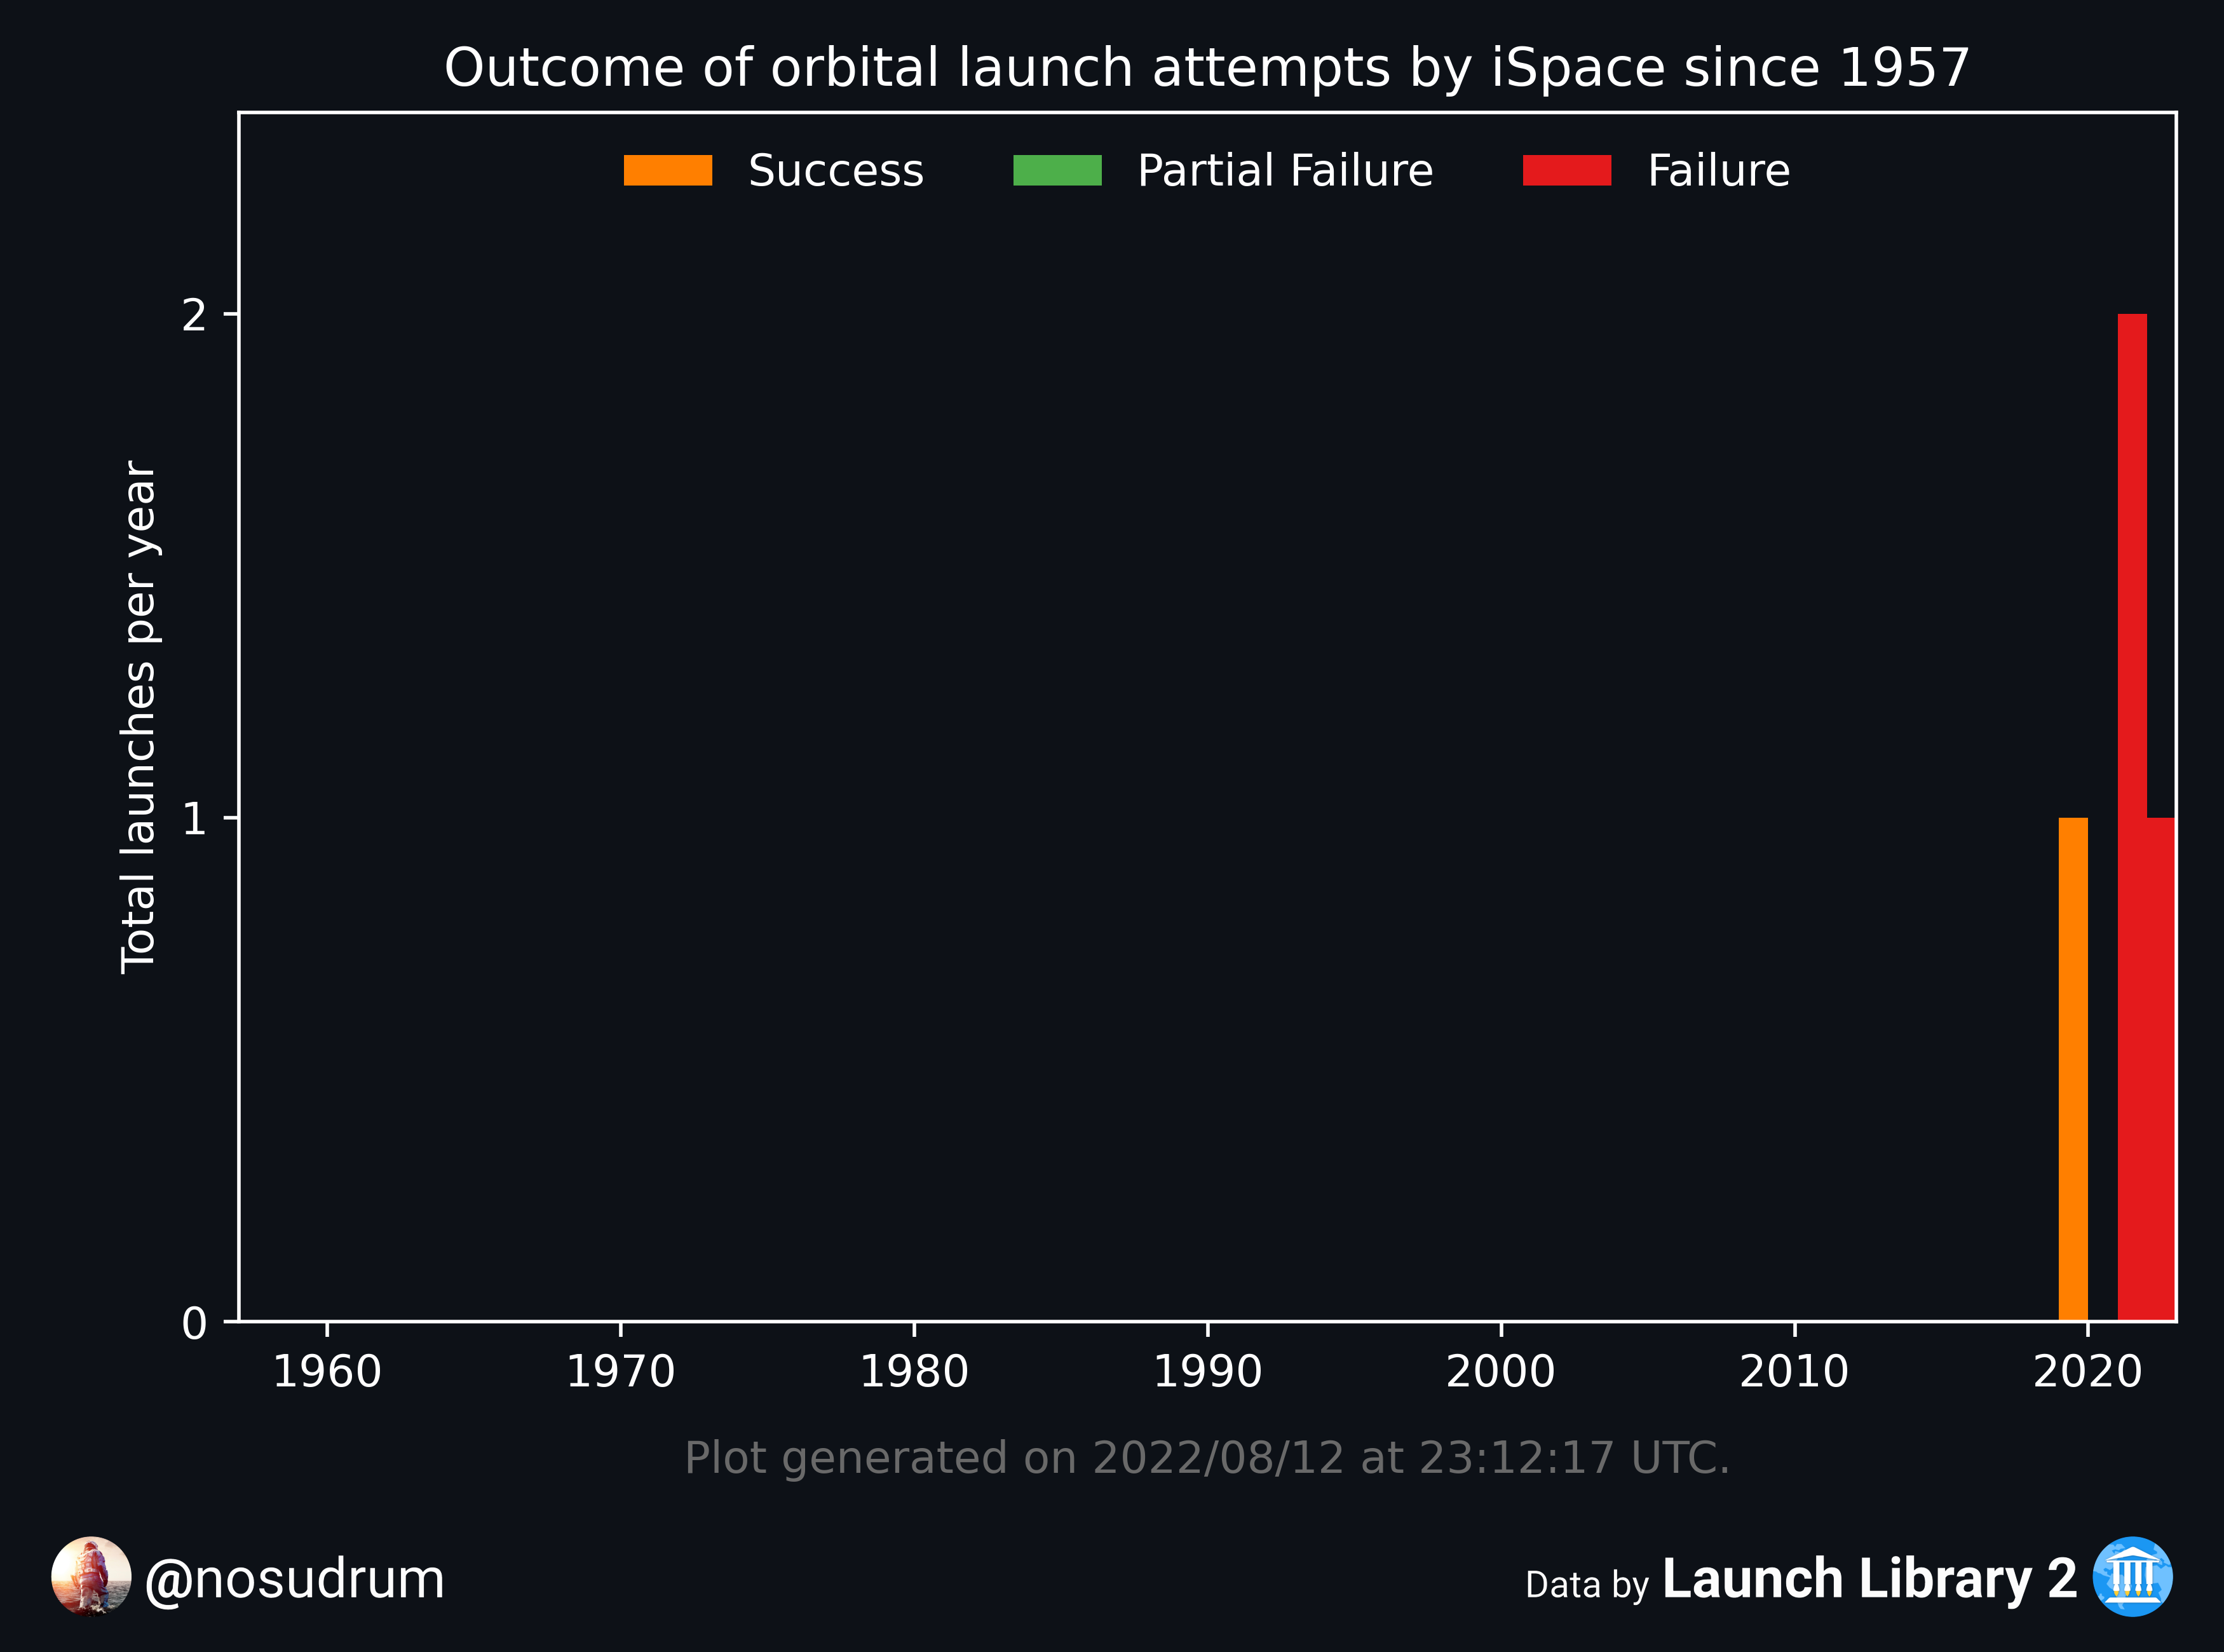 Outcome of orbital launch attempts by iSpace since 1957
Success Partial Failure Failure
2
1
0
Total launches per year
1960 1970 1980 1990 2000 2010 2020
Plot generated on 2022/08/12 at 23:12:17 UTC.
@nosudrum
Data by Launch Library 2